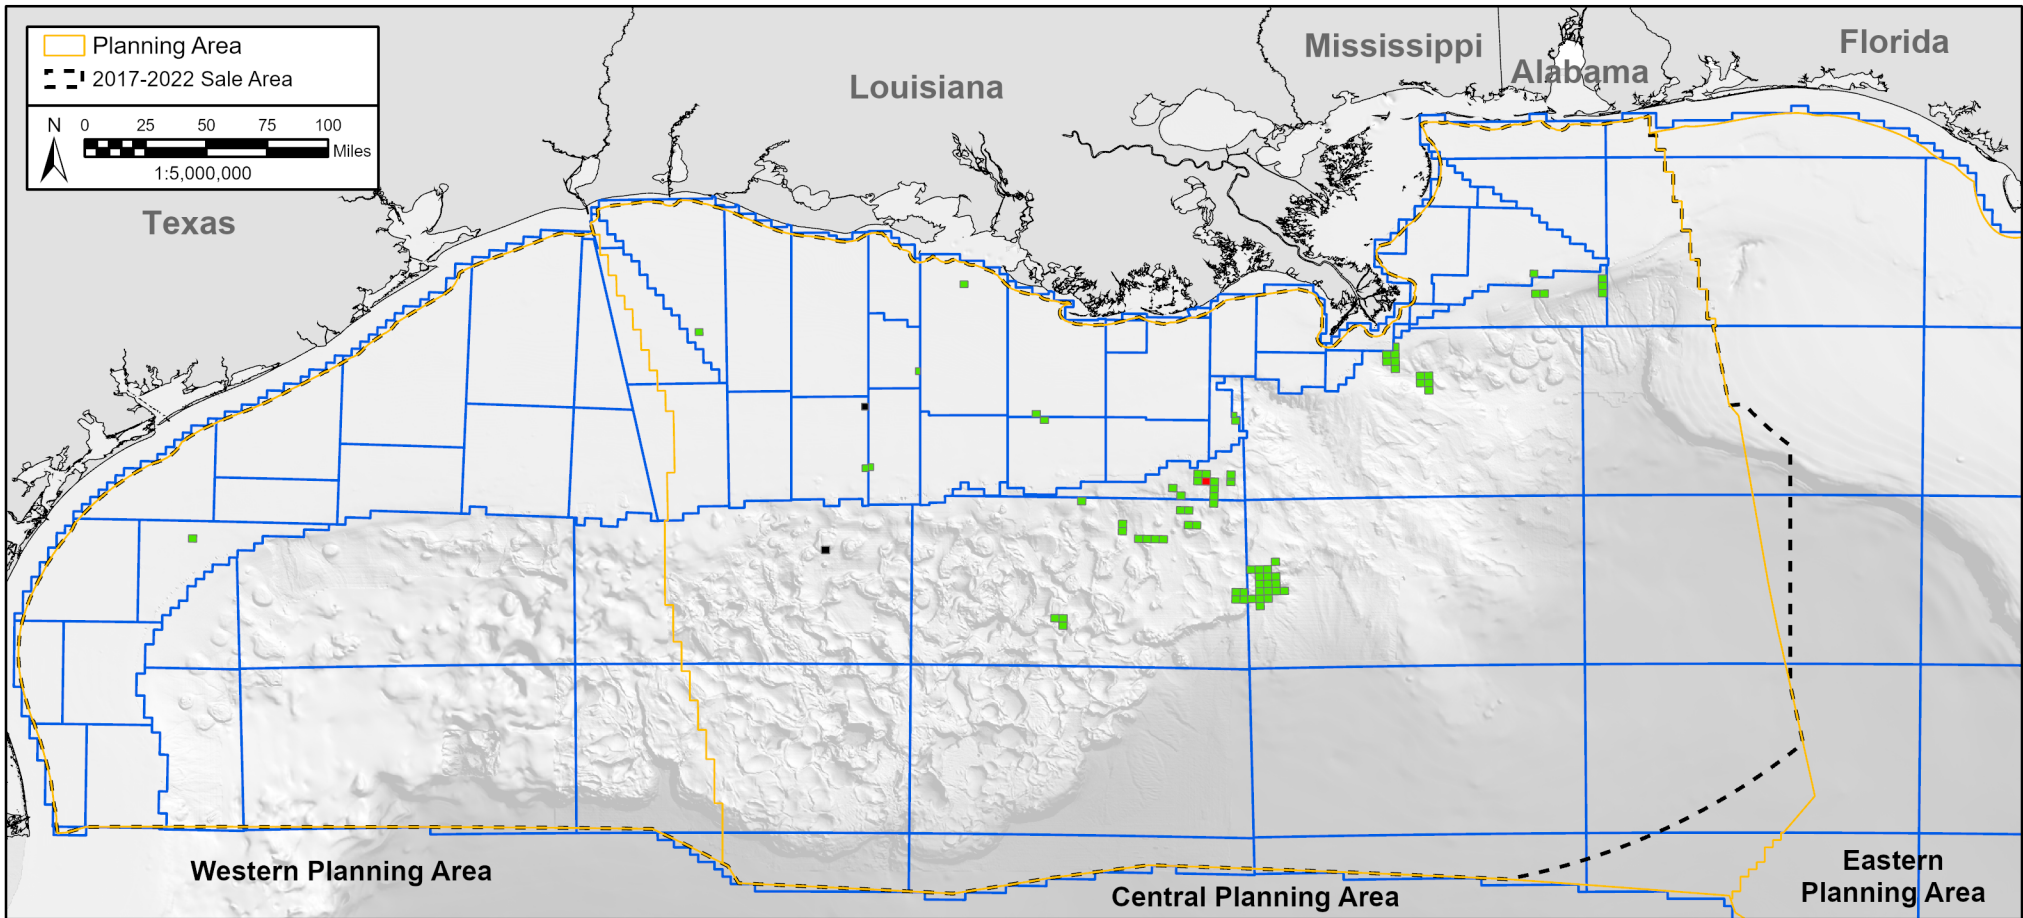 Planning Area
2017-2022 Sale Area
N
0 25 50 75 100
Miles
1:5,000,000
Texas
Louisiana
Mississippi
Alabama
Florida
Western Planning Area
Central Planning Area
Eastern
Planning Area